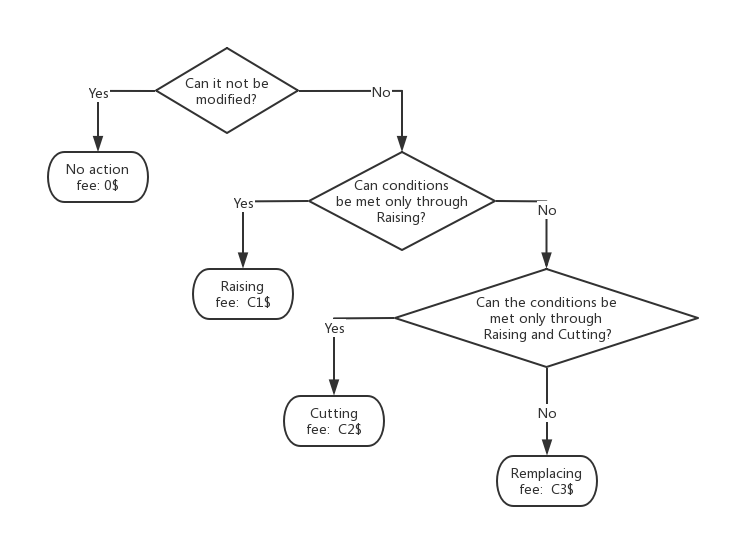 Can it not be
modified?
Yes
No
No action
fee: 0$
Can conditions
be met only through
Raising?
Yes
No
Raising
fee:  C1$
Can the conditions be
met only through
Raising and Cutting?
Yes
Cutting
fee:  C2$
No
Remplacing
fee:  C3$